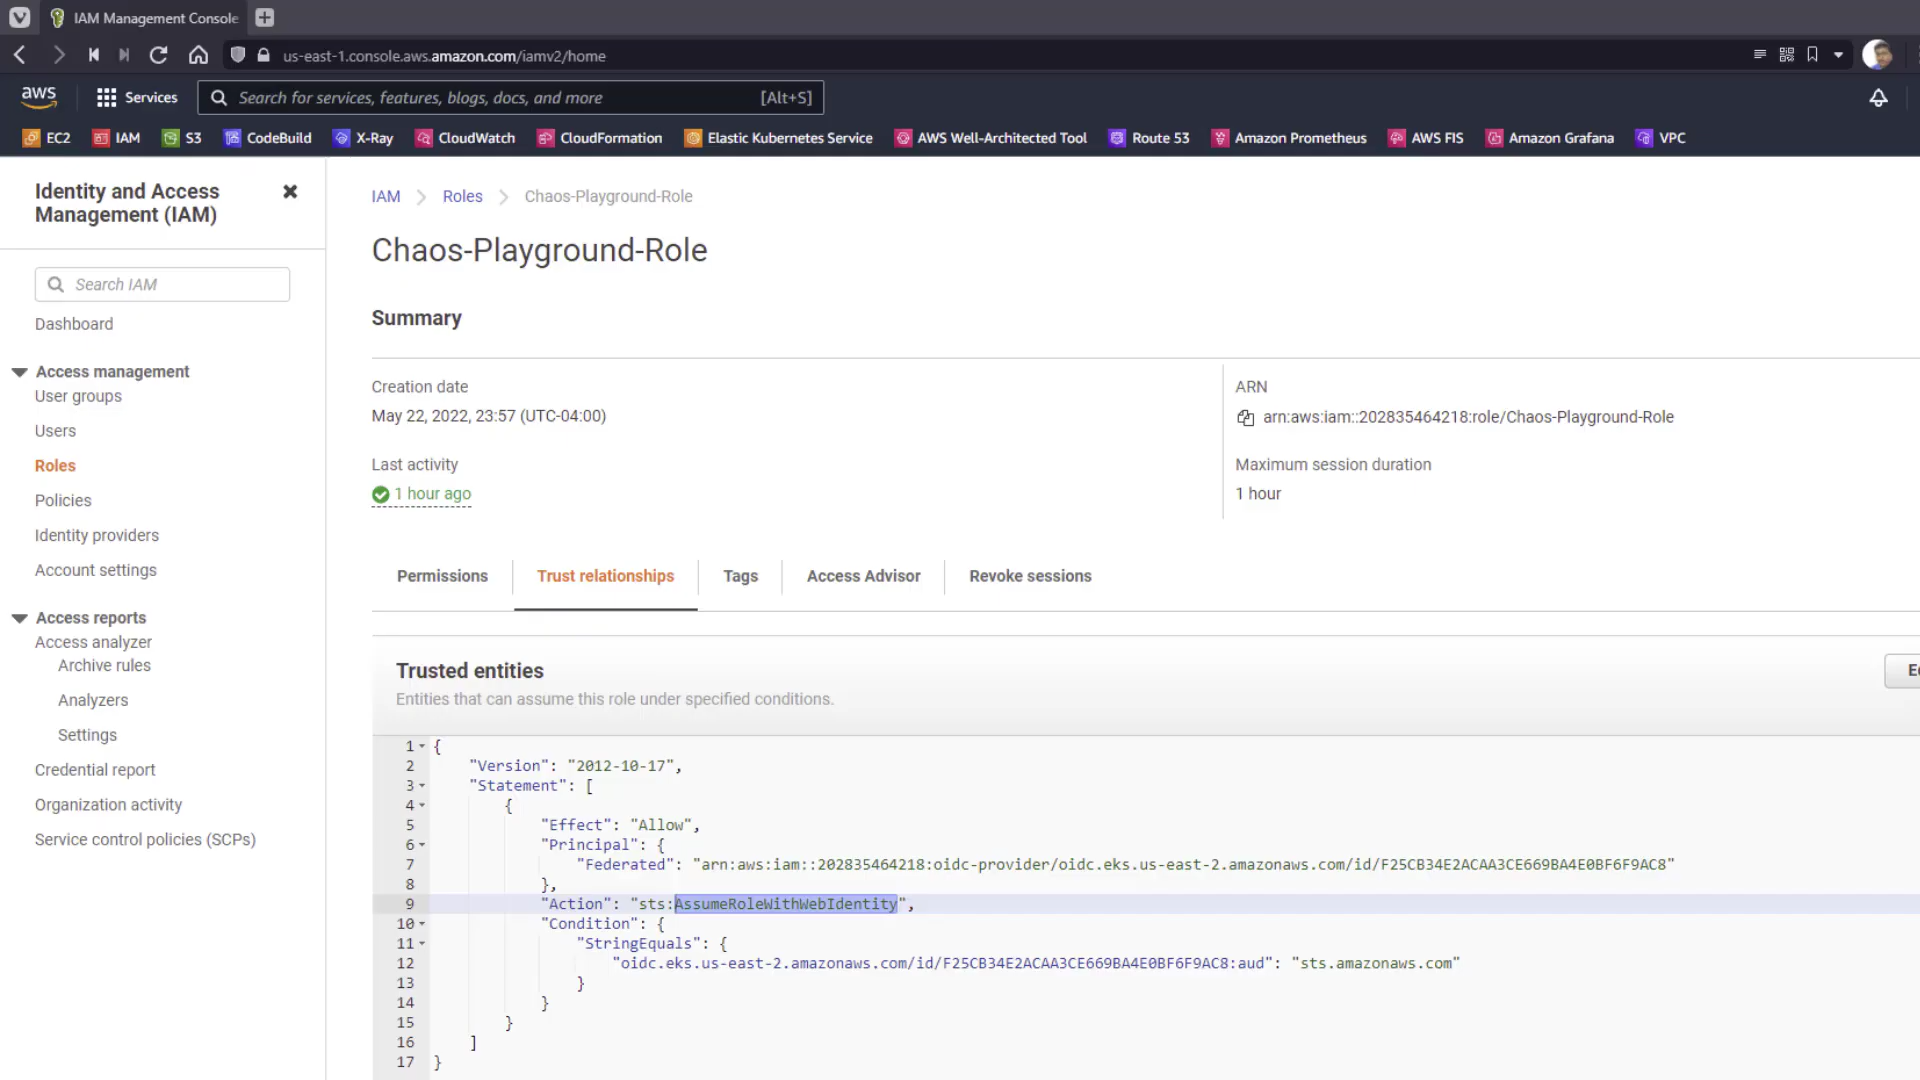 IAM Management Console
us-east-1.console.aws.amazon.com/iamv2/home
aws
Services
Search for services, features, blogs, docs, and more [Alt+S]
EC2 IAM S3 CodeBuild X-Ray CloudWatch CloudFormation Elastic Kubernetes Service AWS Well-Architected Tool Route 53 Amazon Prometheus AWS FIS Amazon Grafana VPC
Identity and Access
Management (IAM)
Search IAM
Dashboard
Access management
User groups
Users
Roles
Policies
Identity providers
Account settings
Access reports
Access analyzer
Archive rules
Analyzers
Settings
Credential report
Organization activity
Service control policies (SCPs)
IAM > Roles > Chaos-Playground-Role
Chaos-Playground-Role
Summary
Creation date
May 22, 2022, 23:57 (UTC-04:00)
Last activity
1 hour ago
ARN
arn:aws:iam::202835464218:role/Chaos-Playground-Role
Maximum session duration
1 hour
Permissions
Trust relationships
Tags
Access Advisor
Revoke sessions
Trusted entities
Entities that can assume this role under specified conditions.
1 {
2 "Version": "2012-10-17",
3 "Statement": [
4 {
5 "Effect": "Allow",
6 "Principal": {
7 "Federated": "arn:aws:iam::202835464218:oidc-provider/oidc.eks.us-east-2.amazonaws.com/id/F25CB34E2ACAA3CE669BA4E0BF6F9AC8"
8 },
9 "Action": "sts:AssumeRoleWithWebIdentity",
10 "Condition": {
11 "StringEquals": {
12 "oidc.eks.us-east-2.amazonaws.com/id/F25CB34E2ACAA3CE669BA4E0BF6F9AC8:aud": "sts.amazonaws.com"
13 }
14 }
15 }
16 ]
17 }